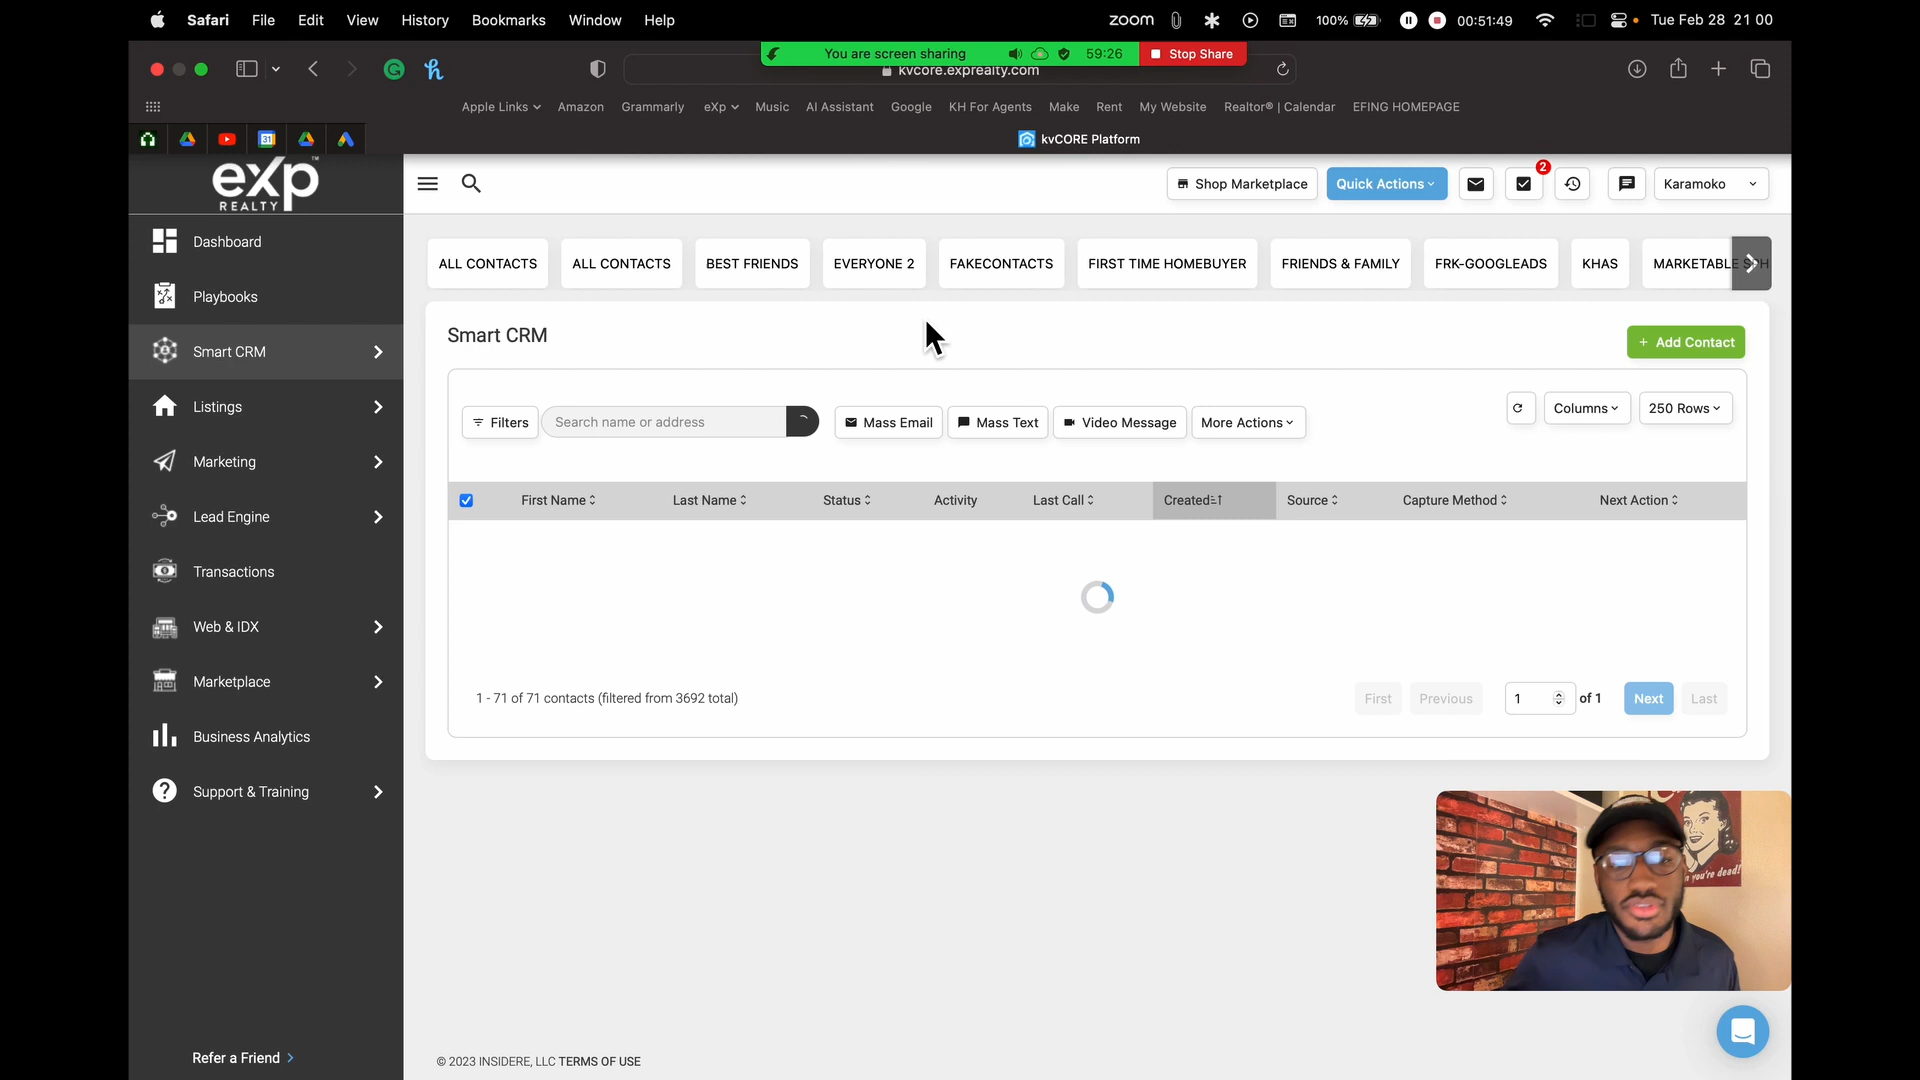 Safari File Edit View History Bookmarks Window Help zoom 100% 00:51:49 Tue Feb 28 21 00
You are screen sharing 59:26 Stop Share
kvcore.exprealty.com
Apple Links Amazon Grammarly eXp Music AI Assistant Google KH For Agents Make Rent My Website Realtor® | Calendar EFING HOMEPAGE
31 kvCORE Platform
eXp
REALTY
Shop Marketplace Quick Actions 2 Karamoko
Dashboard
Playbooks
Smart CRM
Listings
Marketing
Lead Engine
Transactions
Web & IDX
Marketplace
Business Analytics
Support & Training
Refer a Friend >
ALL CONTACTS ALL CONTACTS BEST FRIENDS EVERYONE 2 FAKECONTACTS FIRST TIME HOMEBUYER FRIENDS & FAMILY FRK-GOOGLEADS KHAS MARKETABLE
Smart CRM
+ Add Contact
Filters Search name or address Mass Email Mass Text Video Message More Actions Columns 250 Rows
First Name Last Name Status Activity Last Call Created Source Capture Method Next Action
1 - 71 of 71 contacts (filtered from 3692 total) First Previous 1 of 1 Next Last
n you're dead!
© 2023 INSIDERE, LLC TERMS OF USE